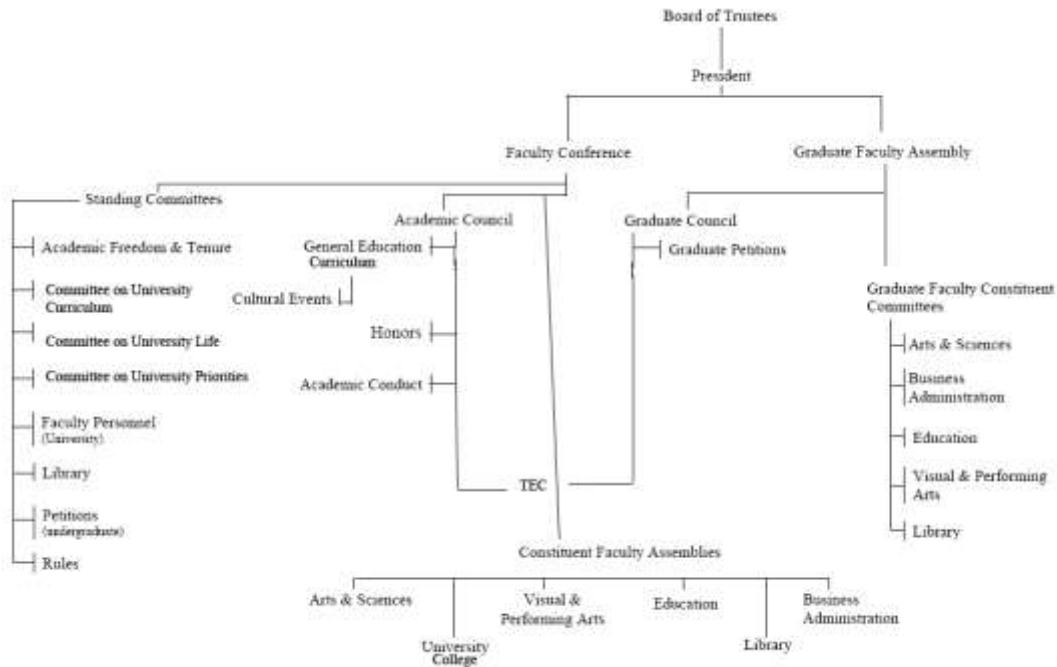 Board of Trustees
President
Faculty Conference
Graduate Faculty Assembly
Standing Committees
Academic Freedom & Tenure
Committee on University
Curriculum
Committee on University Life
Committee on University Priorities
Faculty Personnel
(University)
Library
Petitions
(undergraduate)
Rules
Academic Council
General Education
Curriculum
Cultural Events
Honors
Academic Conduct
Graduate Council
Graduate Petitions
TEC
Graduate Faculty Constituent
Committees
Arts & Sciences
Business
Administration
Education
Visual & Performing
Arts
Library
Constituent Faculty Assemblies
Arts & Sciences
University
College
Visual &
Performing Arts
Education
Library
Business
Administration